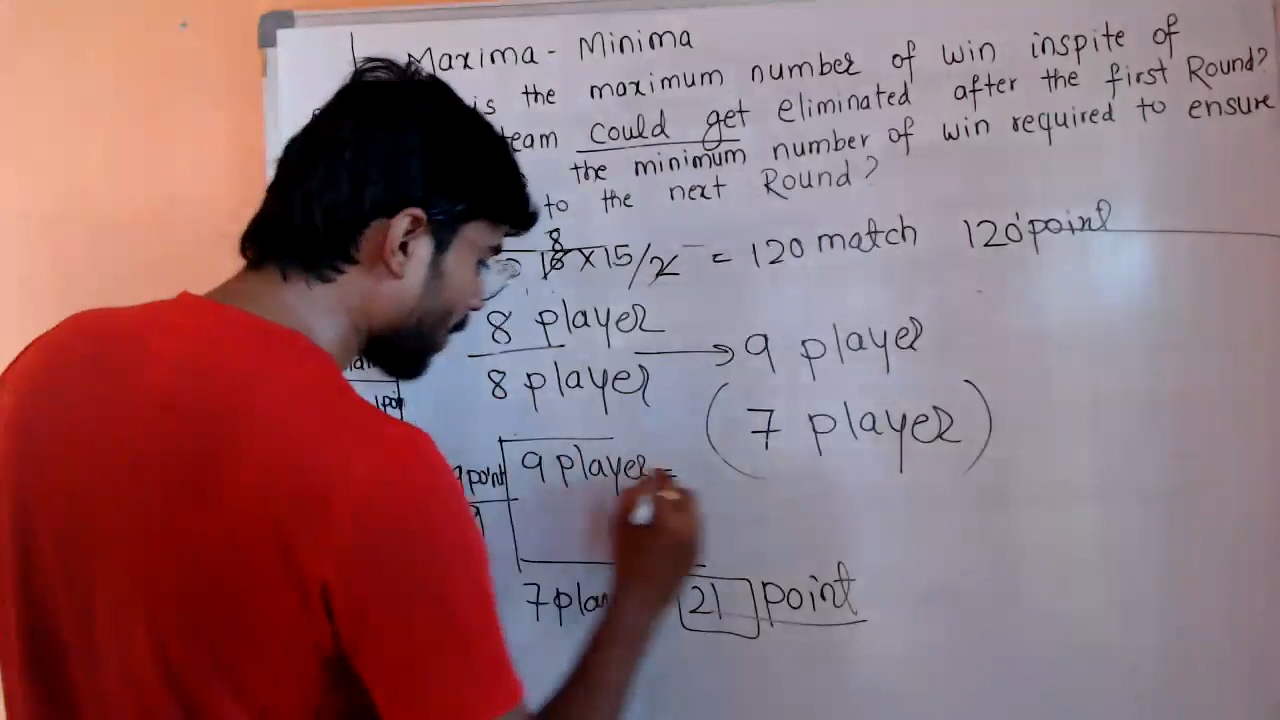 Maxima - Minima
is the maximum number of win inspite of
team could get eliminated after the first Round?
the minimum number of win required to ensure
to the next Round?
8
16 x 15/2 = 120 match 120 point
8 player
8 player → 9 player
(7 player)
point 9 player =
7 21 point